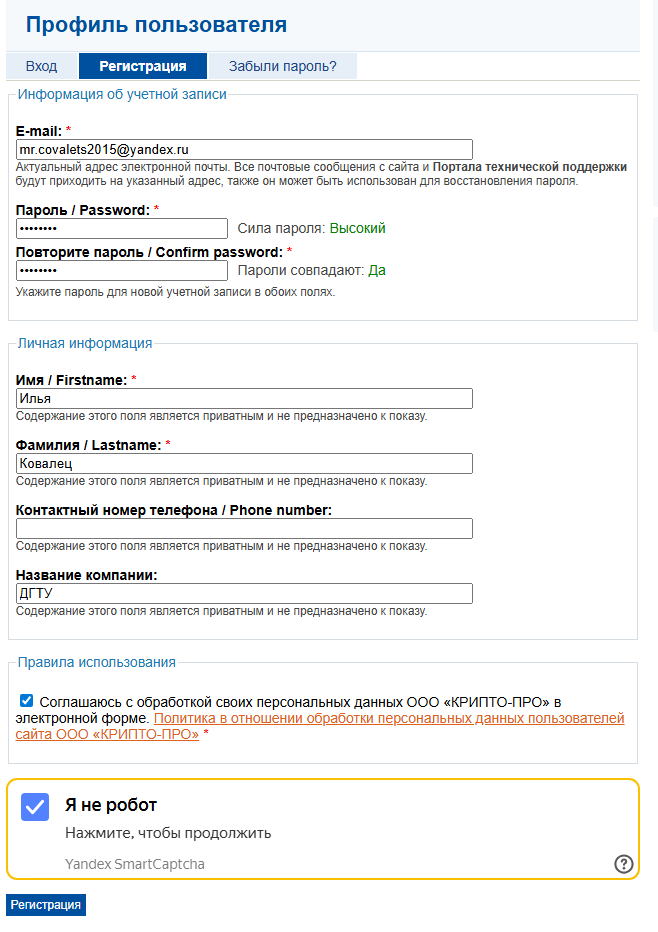 Профиль пользователя
Вход Регистрация Забыли пароль?
Информация об учетной записи
E-mail: *
mr.covalets2015@yandex.ru
Актуальный адрес электронной почты. Все почтовые сообщения с сайта и Портала технической поддержки
будут приходить на указанный адрес, также он может быть использован для восстановления пароля.
Пароль / Password: *
•••••••• Сила пароля: Высокий
Повторите пароль / Confirm password: *
•••••••• Пароли совпадают: Да
Укажите пароль для новой учетной записи в обоих полях.
Личная информация
Имя / Firstname: *
Илья
Содержание этого поля является приватным и не предназначено к показу.
Фамилия / Lastname: *
Ковалец
Содержание этого поля является приватным и не предназначено к показу.
Контактный номер телефона / Phone number:
Содержание этого поля является приватным и не предназначено к показу.
Название компании:
ДГТУ
Содержание этого поля является приватным и не предназначено к показу.
Правила использования
Соглашаюсь с обработкой своих персональных данных ООО «КРИПТО-ПРО» в
электронной форме. Политика в отношении обработки персональных данных пользователей
сайта ООО «КРИПТО-ПРО» *
Я не робот
Нажмите, чтобы продолжить
Yandex SmartCaptcha
?
Регистрация